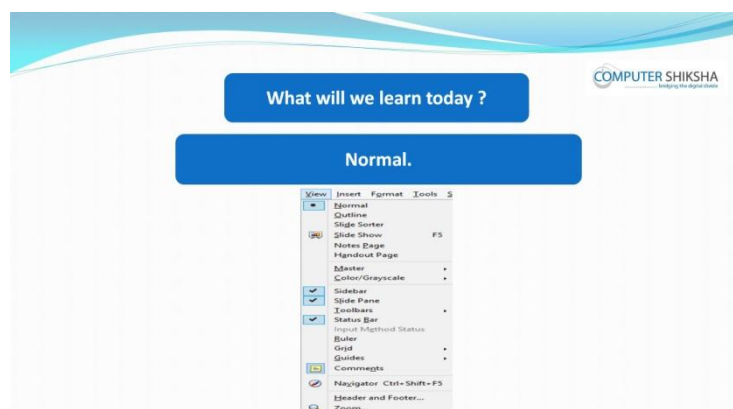 COMPUTER SHIKSHA
bridging the digital divide
What will we learn today ?
Normal.
View Insert Format Tools S
Normal
Outline
Slide Sorter
Slide Show F5
Notes Page
Handout Page
Master
Color/Grayscale
Sidebar
Slide Pane
Toolbars
Status Bar
Input Method Status
Ruler
Grid
Guides
Comments
Navigator Ctrl+Shift+F5
Header and Footer...
Zoom